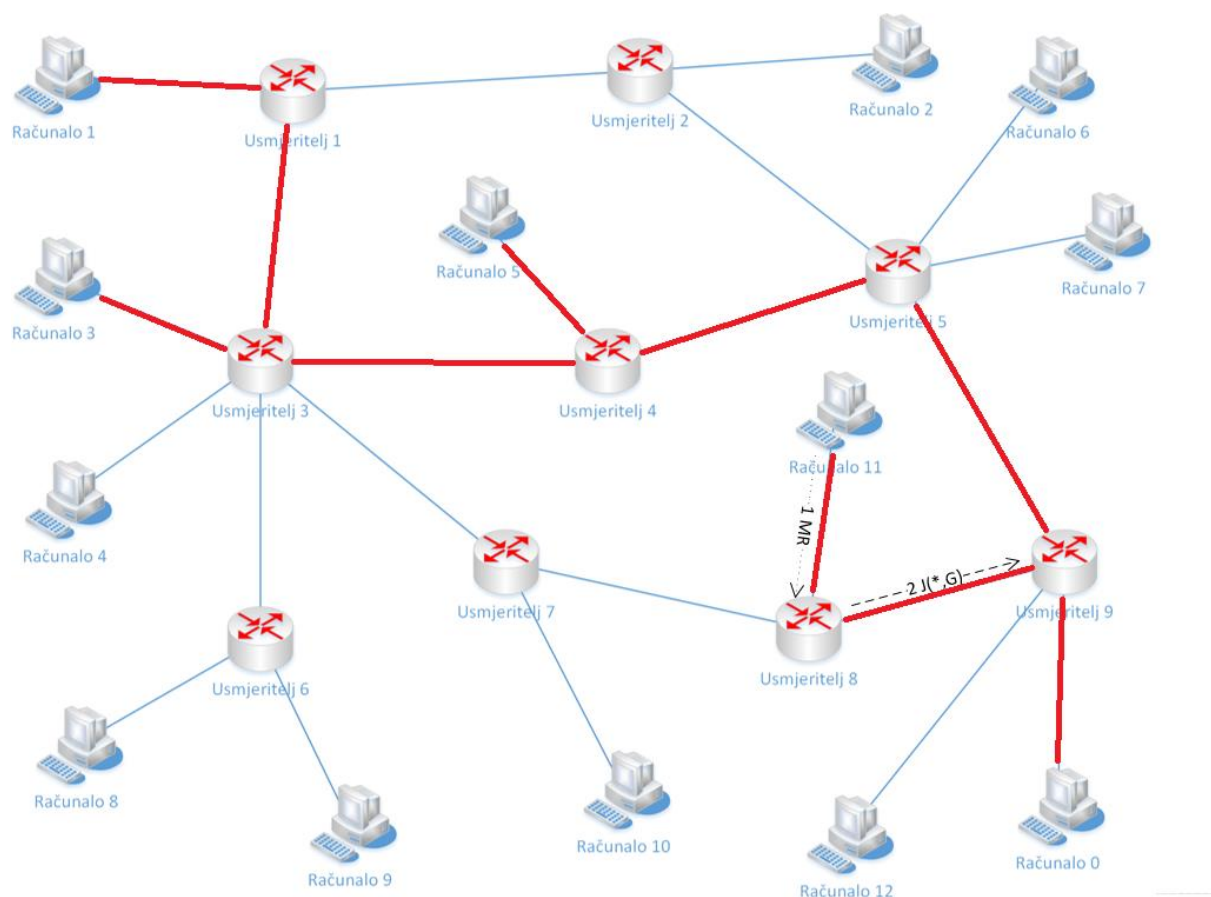 Računalo 1
Usmjeritelj 1
Usmjeritelj 2
Računalo 2
Računalo 6
Računalo 3
Računalo 5
Računalo 7
Usmjeritelj 5
Usmjeritelj 3
Usmjeritelj 4
Računalo 11
Računalo 4
1 MR
2 J(*,G)
Usmjeritelj 7
Usmjeritelj 9
Usmjeritelj 6
Usmjeritelj 8
Računalo 8
Računalo 9
Računalo 10
Računalo 12
Računalo 0